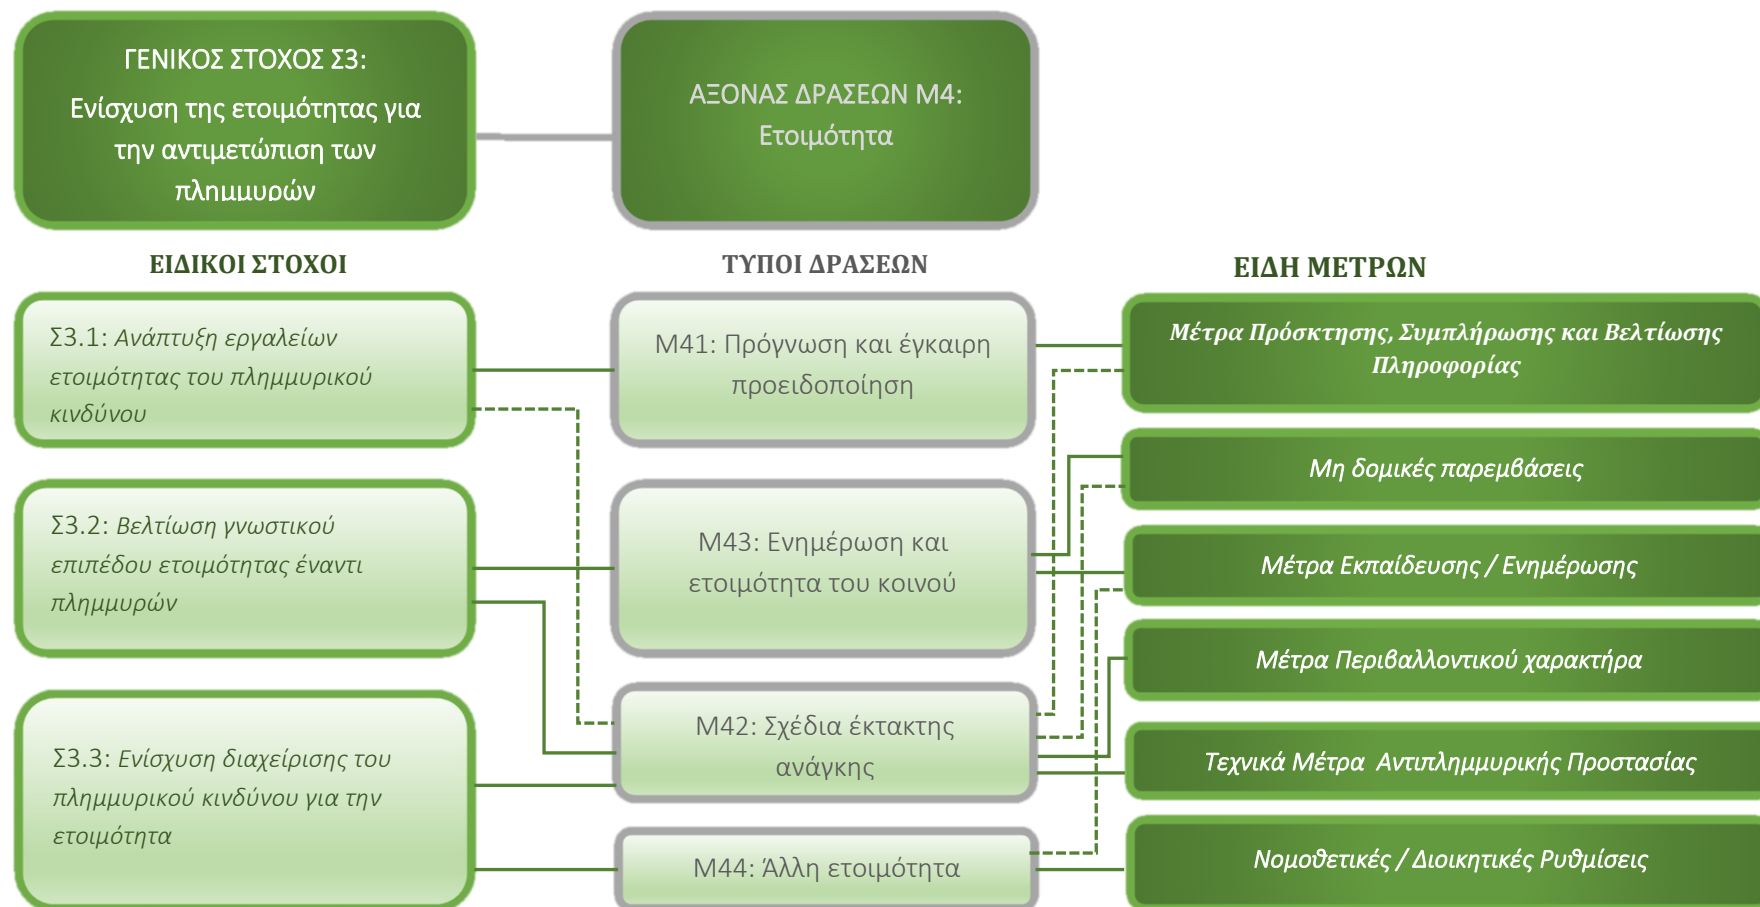 ΓΕΝΙΚΟΣ ΣΤΟΧΟΣ Σ3:
Ενίσχυση της ετοιμότητας για
την αντιμετώπιση των
πλημμυρών
ΑΞΟΝΑΣ ΔΡΑΣΕΩΝ Μ4:
Ετοιμότητα
ΕΙΔΙΚΟΙ ΣΤΟΧΟΙ
ΤΥΠΟΙ ΔΡΑΣΕΩΝ
ΕΙΔΗ ΜΕΤΡΩΝ
Σ3.1: Ανάπτυξη εργαλείων
ετοιμότητας του πλημμυρικού
κινδύνου
Σ3.2: Βελτίωση γνωστικού
επιπέδου ετοιμότητας έναντι
πλημμυρών
Σ3.3: Ενίσχυση διαχείρισης του
πλημμυρικού κινδύνου για την
ετοιμότητα
Μ41: Πρόγνωση και έγκαιρη
προειδοποίηση
Μ43: Ενημέρωση και
ετοιμότητα του κοινού
Μ42: Σχέδια έκτακτης
ανάγκης
Μ44: Άλλη ετοιμότητα
Μέτρα Πρόσκτησης, Συμπλήρωσης και Βελτίωσης
Πληροφορίας
Μη δομικές παρεμβάσεις
Μέτρα Εκπαίδευσης / Ενημέρωσης
Μέτρα Περιβαλλοντικού χαρακτήρα
Τεχνικά Μέτρα Αντιπλημμυρικής Προστασίας
Νομοθετικές / Διοικητικές Ρυθμίσεις